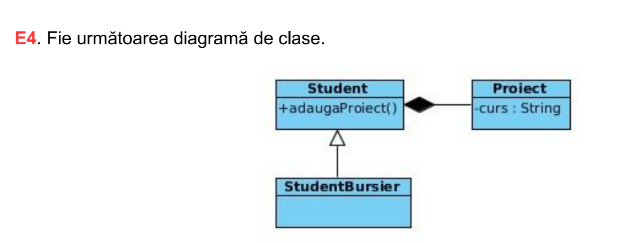 E4. Fie următoarea diagramă de clase.
Student
+adaugaProiect()
Proiect
-curs : String
StudentBursier